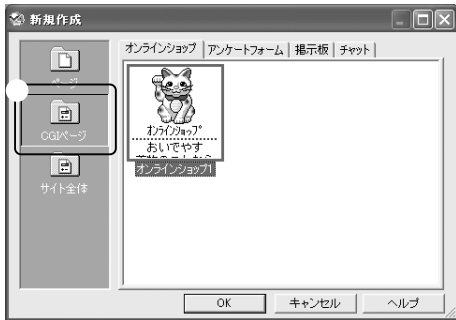 新規作成
ページ
CGIページ
サイト全体
オンラインショップ
アンケートフォーム
掲示板
チャット
オンラインショップ
おいでやす
オンラインショップ1
OK
キャンセル
ヘルプ